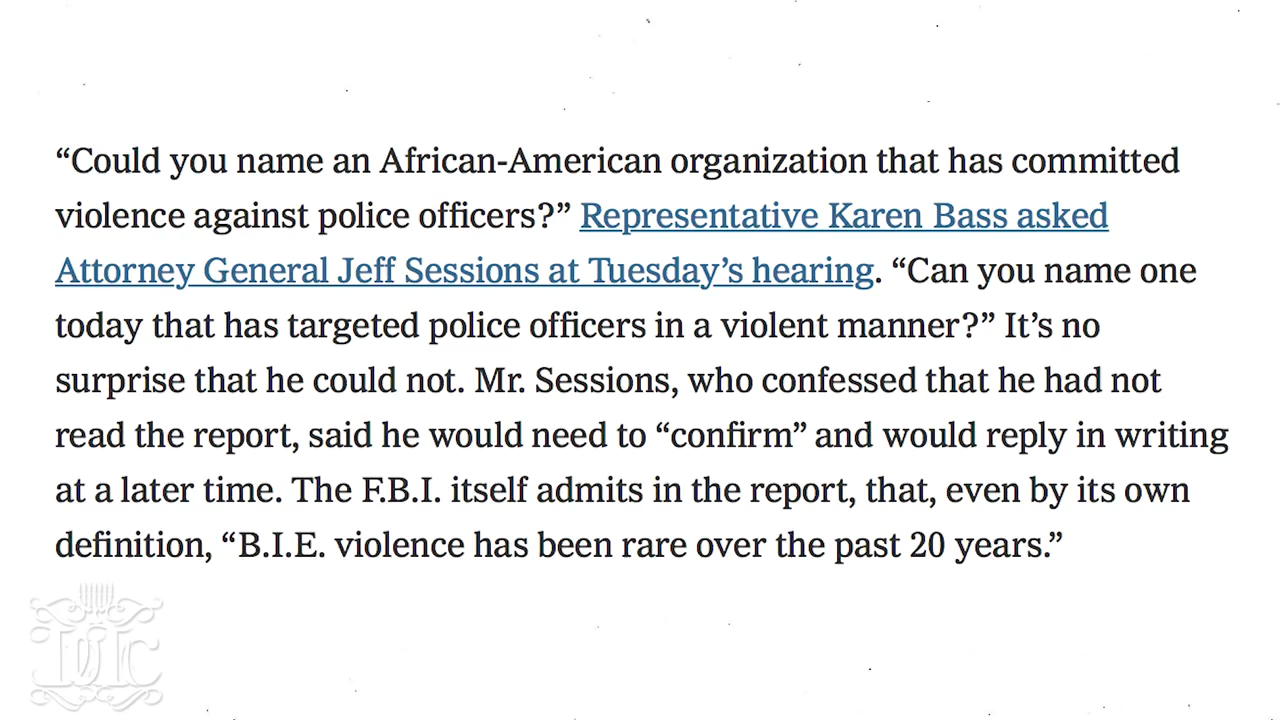 “Could you name an African-American organization that has committed
violence against police officers?” Representative Karen Bass asked
Attorney General Jeff Sessions at Tuesday’s hearing. “Can you name one
today that has targeted police officers in a violent manner?” It’s no
surprise that he could not. Mr. Sessions, who confessed that he had not
read the report, said he would need to “confirm” and would reply in writing
at a later time. The F.B.I. itself admits in the report, that, even by its own
definition, “B.I.E. violence has been rare over the past 20 years.”